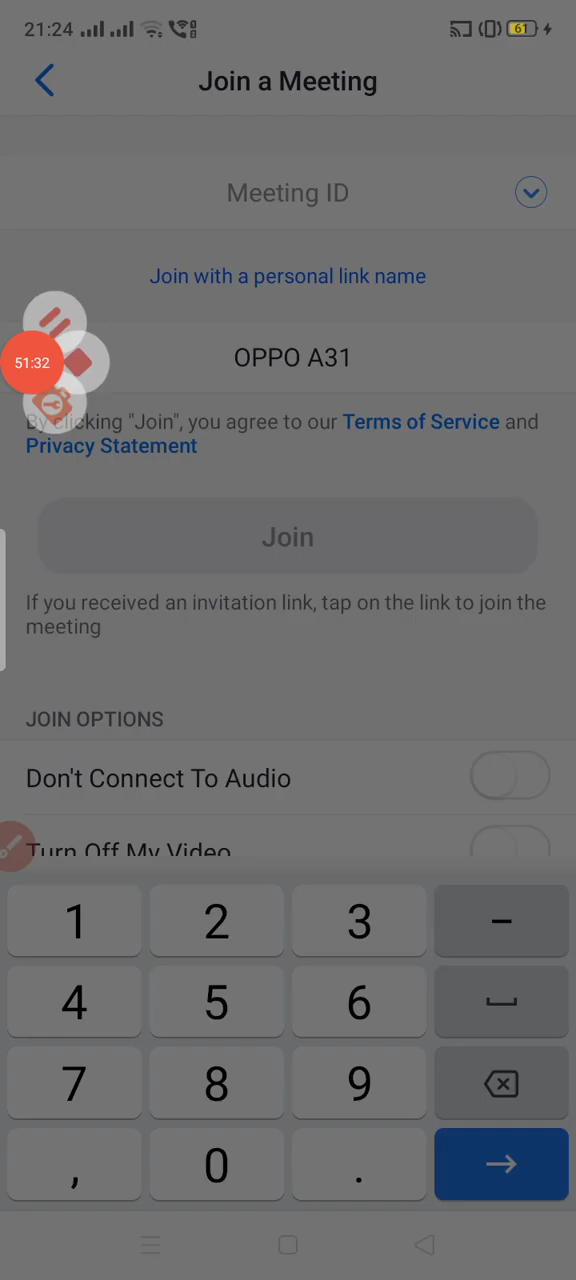 21:24
61
Join a Meeting
Meeting ID
Join with a personal link name
51:32
OPPO A31
By clicking "Join", you agree to our Terms of Service and
Privacy Statement
Join
If you received an invitation link, tap on the link to join the
meeting
JOIN OPTIONS
Don't Connect To Audio
Turn Off My Video
1 2 3 -
4 5 6
7 8 9
, 0 .